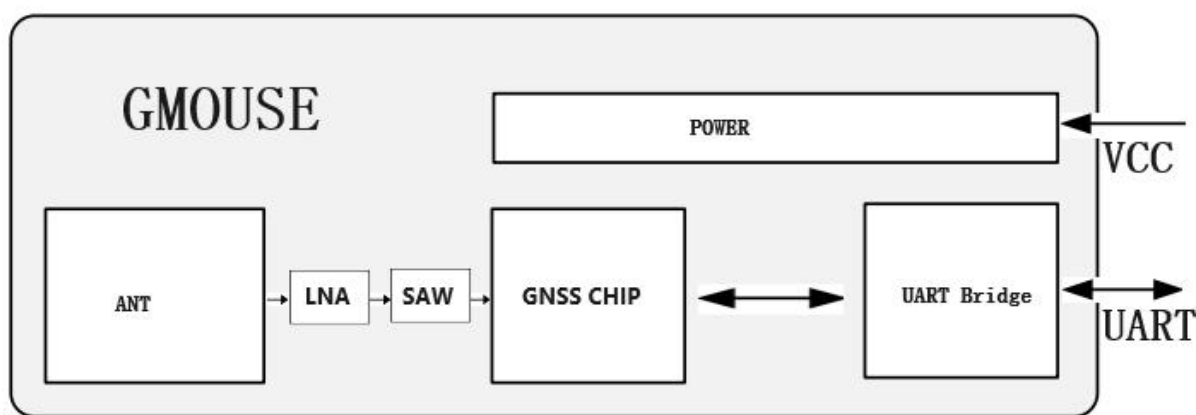 GMOUSE
POWER
VCC
ANT
LNA
SAW
GNSS CHIP
UART Bridge
UART